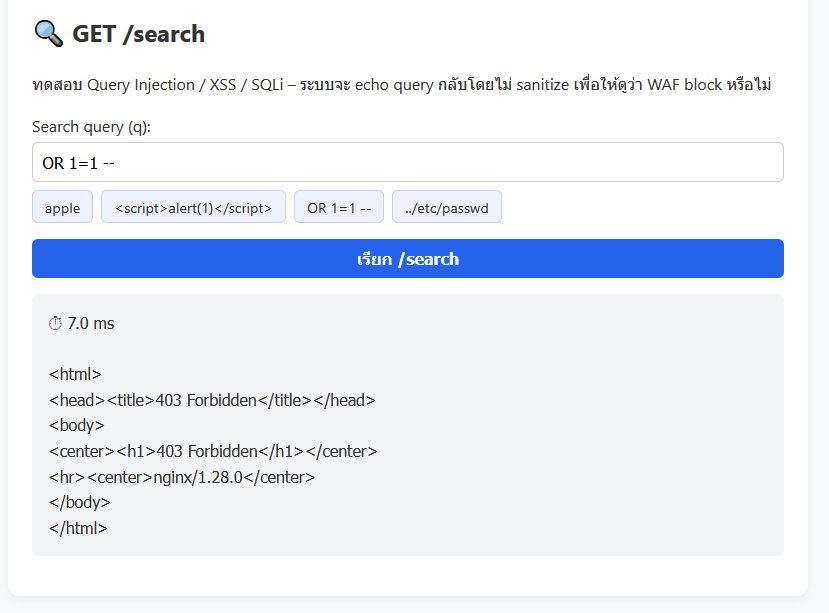 🔍 GET /search
ทดสอบ Query Injection / XSS / SQLi – ระบบจะ echo query กลับโดยไม่ sanitize เพื่อให้ดูว่า WAF block หรือไม่
Search query (q):
OR 1=1 --
apple <script>alert(1)</script> OR 1=1 -- ../etc/passwd
เรียก /search
⏱ 7.0 ms
<html>
<head><title>403 Forbidden</title></head>
<body>
<center><h1>403 Forbidden</h1></center>
<hr><center>nginx/1.28.0</center>
</body>
</html>